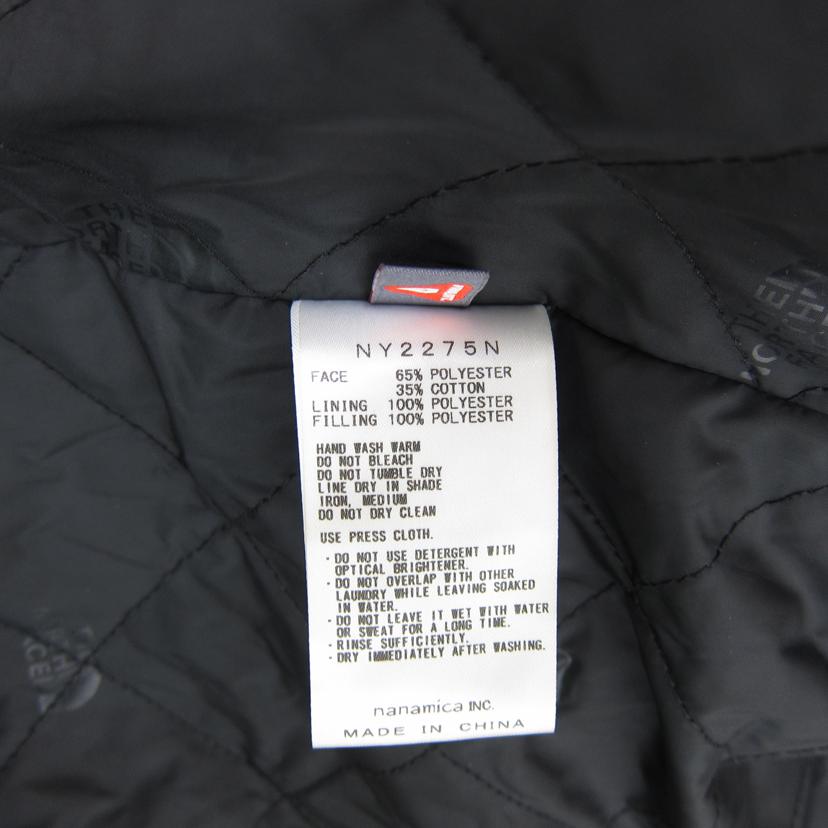 NY2275N
FACE 65% POLYESTER
35% COTTON
LINING 100% POLYESTER
FILLING 100% POLYESTER
HAND WASH WARM
DO NOT BLEACH
DO NOT TUMBLE DRY
LINE DRY IN SHADE
IRON, MEDIUM
DO NOT DRY CLEAN
USE PRESS CLOTH.
· DO NOT USE DETERGENT WITH
OPTICAL BRIGHTENER.
· DO NOT OVERLAP WITH OTHER
LAUNDRY WHILE LEAVING SOAKED
IN WATER.
· DO NOT LEAVE IT WET WITH WATER
OR SWEAT FOR A LONG TIME.
· RINSE SUFFICIENTLY.
· DRY IMMEDIATELY AFTER WASHING.
nanamica INC.
MADE IN CHINA
THE